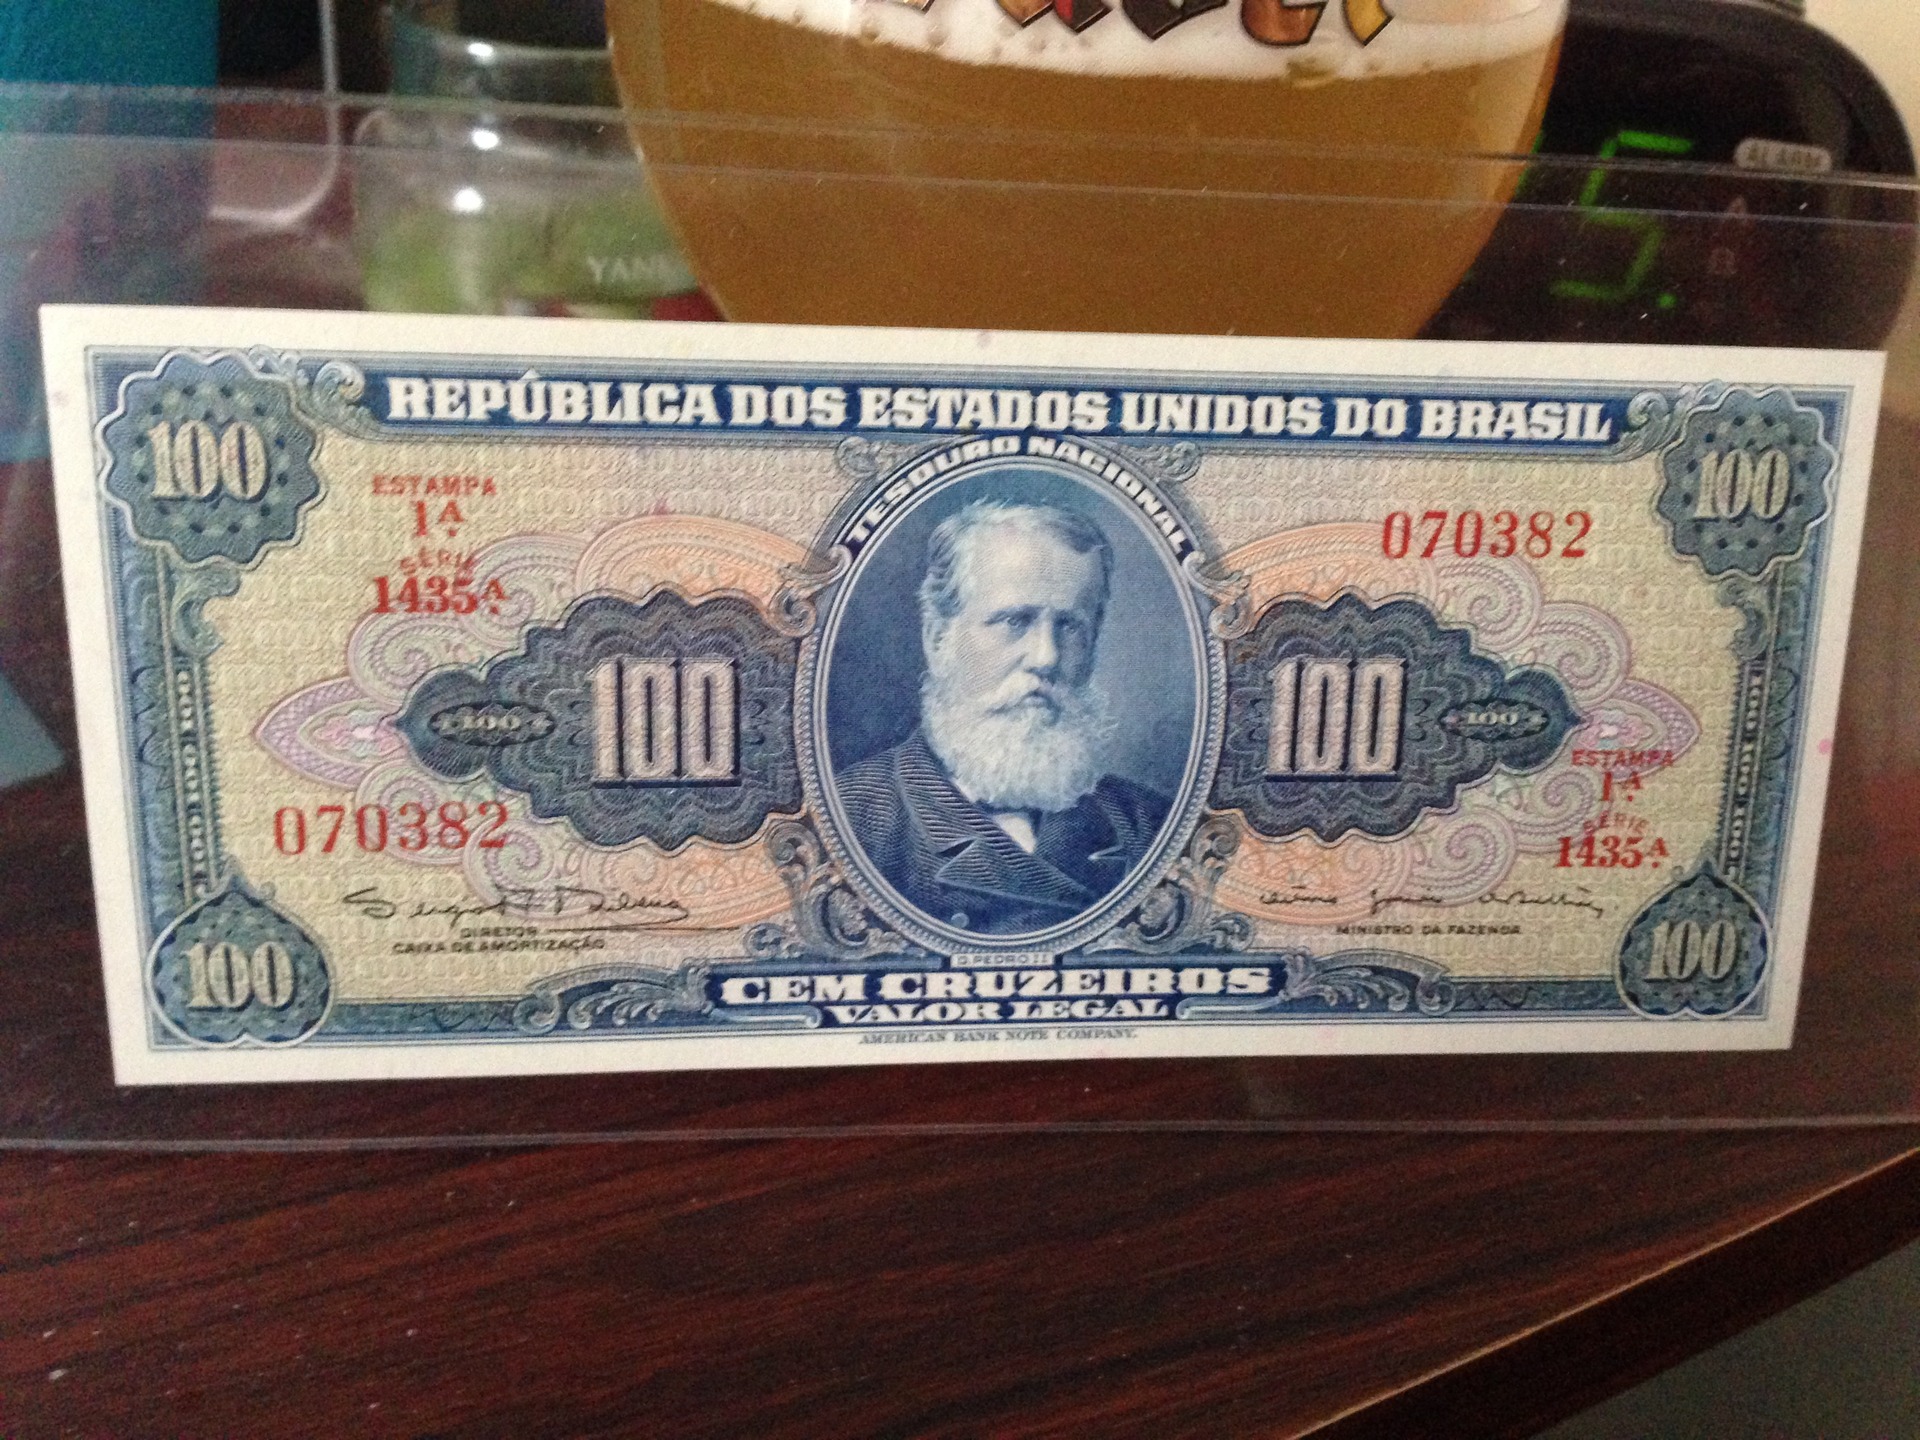 ALARM
A
B
REPÚBLICA DOS ESTADOS UNIDOS DO BRASIL
TESOURO NACIONAL
100
100
ESTAMPA
1ª
SÉRIE
1435ª
070382
100
100
100
100
ESTAMPA
1ª
SÉRIE
1435ª
070382
DIRETOR
CAIXA DE AMORTIZAÇÃO
MINISTRO DA FAZENDA
100
100
D. PEDRO II
CEM CRUZEIROS
VALOR LEGAL
AMERICAN BANK NOTE COMPANY.